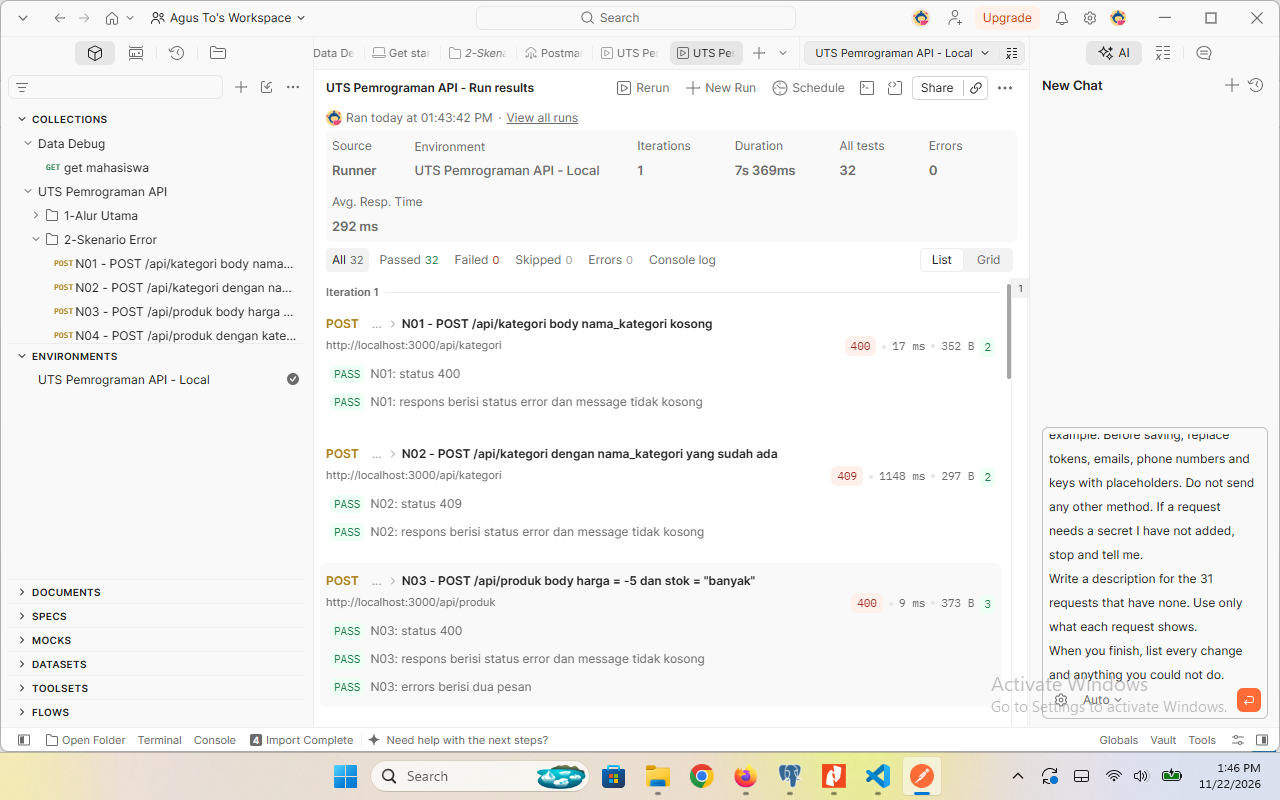 Agus To's Workspace
Search
Upgrade
Data De
Get star
2-Skena
Postma
UTS Pe
UTS Pe
UTS Pemrograman API - Local
AI
UTS Pemrograman API - Run results
Rerun
New Run
Schedule
Share
New Chat
Ran today at 01:43:42 PM · View all runs
COLLECTIONS
Data Debug
GET get mahasiswa
UTS Pemrograman API
1-Alur Utama
2-Skenario Error
POST N01 - POST /api/kategori body nama...
POST N02 - POST /api/kategori dengan na...
POST N03 - POST /api/produk body harga ...
POST N04 - POST /api/produk dengan kate...
ENVIRONMENTS
UTS Pemrograman API - Local
DOCUMENTS
SPECS
MOCKS
DATASETS
TOOLSETS
FLOWS
Source Environment Iterations Duration All tests Errors
Runner UTS Pemrograman API - Local 1 7s 369ms 32 0
Avg. Resp. Time
292 ms
All 32 Passed 32 Failed 0 Skipped 0 Errors 0 Console log List Grid
Iteration 1
1
POST ... > N01 - POST /api/kategori body nama_kategori kosong
http://localhost:3000/api/kategori
400 • 17 ms • 352 B 2
PASS N01: status 400
PASS N01: respons berisi status error dan message tidak kosong
POST ... > N02 - POST /api/kategori dengan nama_kategori yang sudah ada
http://localhost:3000/api/kategori
409 • 1148 ms • 297 B 2
PASS N02: status 409
PASS N02: respons berisi status error dan message tidak kosong
POST ... > N03 - POST /api/produk body harga = -5 dan stok = "banyak"
http://localhost:3000/api/produk
400 • 9 ms • 373 B 3
PASS N03: status 400
PASS N03: respons berisi status error dan message tidak kosong
PASS N03: errors berisi dua pesan
example. Before saving, replace
tokens, emails, phone numbers and
keys with placeholders. Do not send
any other method. If a request
needs a secret I have not added,
stop and tell me.
Write a description for the 31
requests that have none. Use only
what each request shows.
When you finish, list every change
and anything you could not do.
Auto
Activate Windows
Go to Settings to activate Windows.
Open Folder
Terminal
Console
4 Import Complete
Need help with the next steps?
Globals
Vault
Tools
Search
1:46 PM
11/22/2026